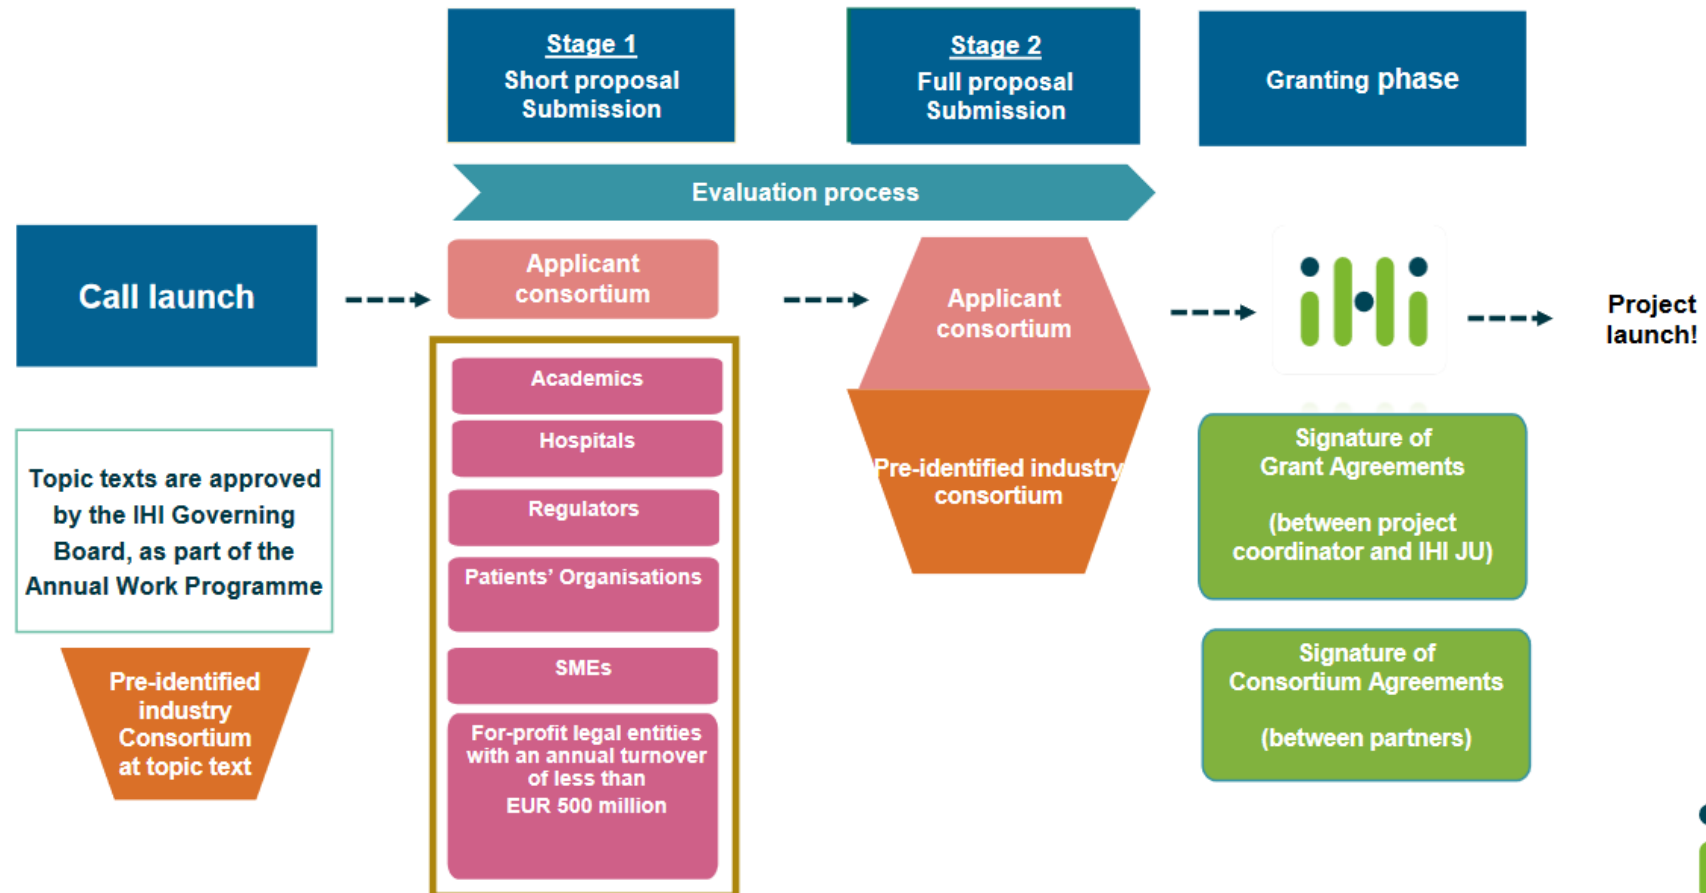 Stage 1
Short proposal
Submission
Stage 2
Full proposal
Submission
Granting phase
Evaluation process
Call launch
Applicant
consortium
Applicant
consortium
iHi
Project
launch!
Topic texts are approved
by the IHI Governing
Board, as part of the
Annual Work Programme
Pre-identified
industry
Consortium
at topic text
Academics
Hospitals
Regulators
Patients’ Organisations
SMEs
For-profit legal entities
with an annual turnover
of less than
EUR 500 million
Pre-identified industry
consortium
Signature of
Grant Agreements
(between project
coordinator and IHI JU)
Signature of
Consortium Agreements
(between partners)